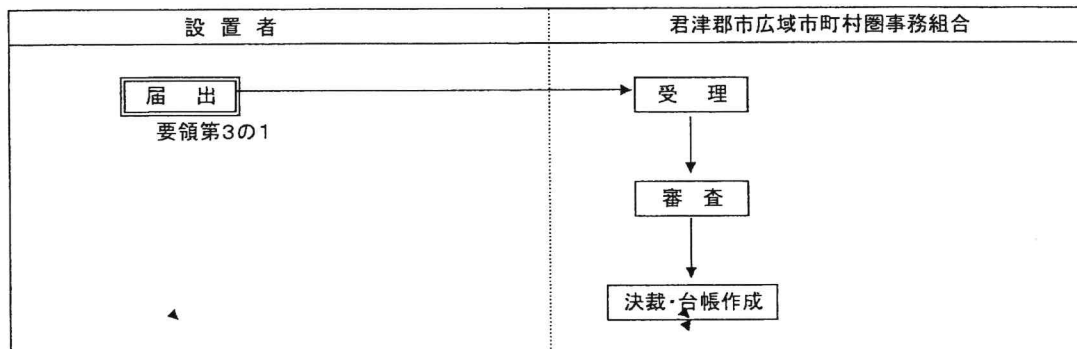 設 置 者
君津郡市広域市町村圏事務組合
届 出
受 理
要領第3の1
審 査
決裁・台帳作成